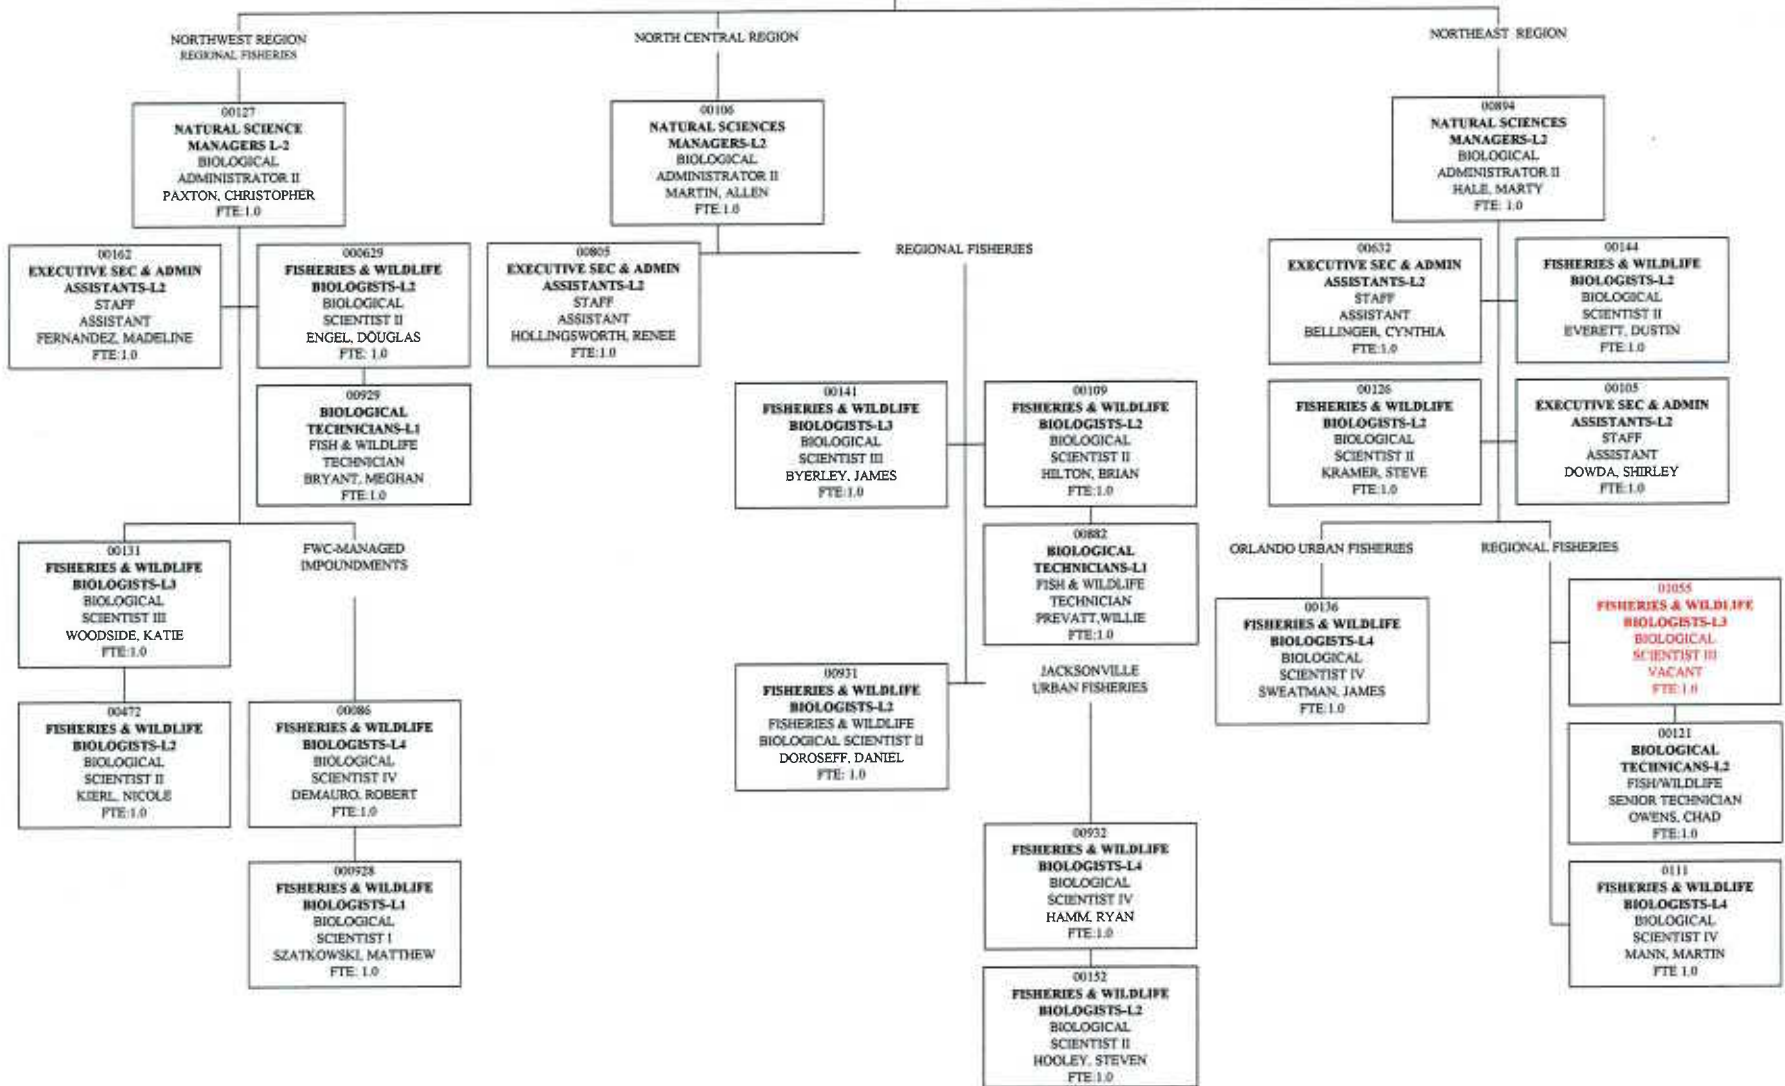 NORTHWEST REGION
REGIONAL FISHERIES
00127
NATURAL SCIENCE
MANAGERS L-2
BIOLOGICAL
ADMINISTRATOR II
PAXTON, CHRISTOPHER
FTE:1.0
00162
EXECUTIVE SEC & ADMIN
ASSISTANTS-L2
STAFF
ASSISTANT
FERNANDEZ, MADELINE
FTE:1.0
000629
FISHERIES & WILDLIFE
BIOLOGISTS-L2
BIOLOGICAL
SCIENTIST II
ENGEL, DOUGLAS
FTE: 1.0
00929
BIOLOGICAL
TECHNICIANS-L1
FISH & WILDLIFE
TECHNICIAN
BRYANT, MEGHAN
FTE:1.0
00131
FISHERIES & WILDLIFE
BIOLOGISTS-L3
BIOLOGICAL
SCIENTIST III
WOODSIDE, KATIE
FTE:1.0
00472
FISHERIES & WILDLIFE
BIOLOGISTS-L2
BIOLOGICAL
SCIENTIST II
KIERL, NICOLE
FTE:1.0
FWC-MANAGED
IMPOUNDMENTS
00086
FISHERIES & WILDLIFE
BIOLOGISTS-L4
BIOLOGICAL
SCIENTIST IV
DEMAURO, ROBERT
FTE:1.0
000928
FISHERIES & WILDLIFE
BIOLOGISTS-L1
BIOLOGICAL
SCIENTIST I
SZATKOWSKI, MATTHEW
FTE: 1.0
NORTH CENTRAL REGION
00106
NATURAL SCIENCES
MANAGERS-L2
BIOLOGICAL
ADMINISTRATOR II
MARTIN, ALLEN
FTE:1.0
00805
EXECUTIVE SEC & ADMIN
ASSISTANTS-L2
STAFF
ASSISTANT
HOLLINGSWORTH, RENEE
FTE:1.0
REGIONAL FISHERIES
00141
FISHERIES & WILDLIFE
BIOLOGISTS-L3
BIOLOGICAL
SCIENTIST III
BYERLEY, JAMES
FTE:1.0
00109
FISHERIES & WILDLIFE
BIOLOGISTS-L2
BIOLOGICAL
SCIENTIST II
HILTON, BRIAN
FTE:1.0
00882
BIOLOGICAL
TECHNICIANS-L1
FISH & WILDLIFE
TECHNICIAN
PREVATT,WILLIE
FTE:1.0
00931
FISHERIES & WILDLIFE
BIOLOGISTS-L2
FISHERIES & WILDLIFE
BIOLOGICAL SCIENTIST II
DOROSEFF, DANIEL
FTE: 1.0
JACKSONVILLE
URBAN FISHERIES
00932
FISHERIES & WILDLIFE
BIOLOGISTS-L4
BIOLOGICAL
SCIENTIST IV
HAMM, RYAN
FTE:1.0
00152
FISHERIES & WILDLIFE
BIOLOGISTS-L2
BIOLOGICAL
SCIENTIST II
HOOLEY, STEVEN
FTE:1.0
NORTHEAST REGION
00894
NATURAL SCIENCES
MANAGERS-L2
BIOLOGICAL
ADMINISTRATOR II
HALE, MARTY
FTE: 1.0
00632
EXECUTIVE SEC & ADMIN
ASSISTANTS-L2
STAFF
ASSISTANT
BELLINGER, CYNTHIA
FTE:1.0
00144
FISHERIES & WILDLIFE
BIOLOGISTS-L2
BIOLOGICAL
SCIENTIST II
EVERETT, DUSTIN
FTE:1.0
00126
FISHERIES & WILDLIFE
BIOLOGISTS-L2
BIOLOGICAL
SCIENTIST II
KRAMER, STEVE
FTE:1.0
00105
EXECUTIVE SEC & ADMIN
ASSISTANTS-L2
STAFF
ASSISTANT
DOWDA, SHIRLEY
FTE:1.0
ORLANDO URBAN FISHERIES
00136
FISHERIES & WILDLIFE
BIOLOGISTS-L4
BIOLOGICAL
SCIENTIST IV
SWEATMAN, JAMES
FTE:1.0
REGIONAL FISHERIES
01055
FISHERIES & WILDLIFE
BIOLOGISTS-L3
BIOLOGICAL
SCIENTIST III
VACANT
FTE:1.0
00121
BIOLOGICAL
TECHNICANS-L2
FISH/WILDLIFE
SENIOR TECHNICIAN
OWENS, CHAD
FTE:1.0
0111
FISHERIES & WILDLIFE
BIOLOGISTS-L4
BIOLOGICAL
SCIENTIST IV
MANN, MARTIN
FTE 1.0